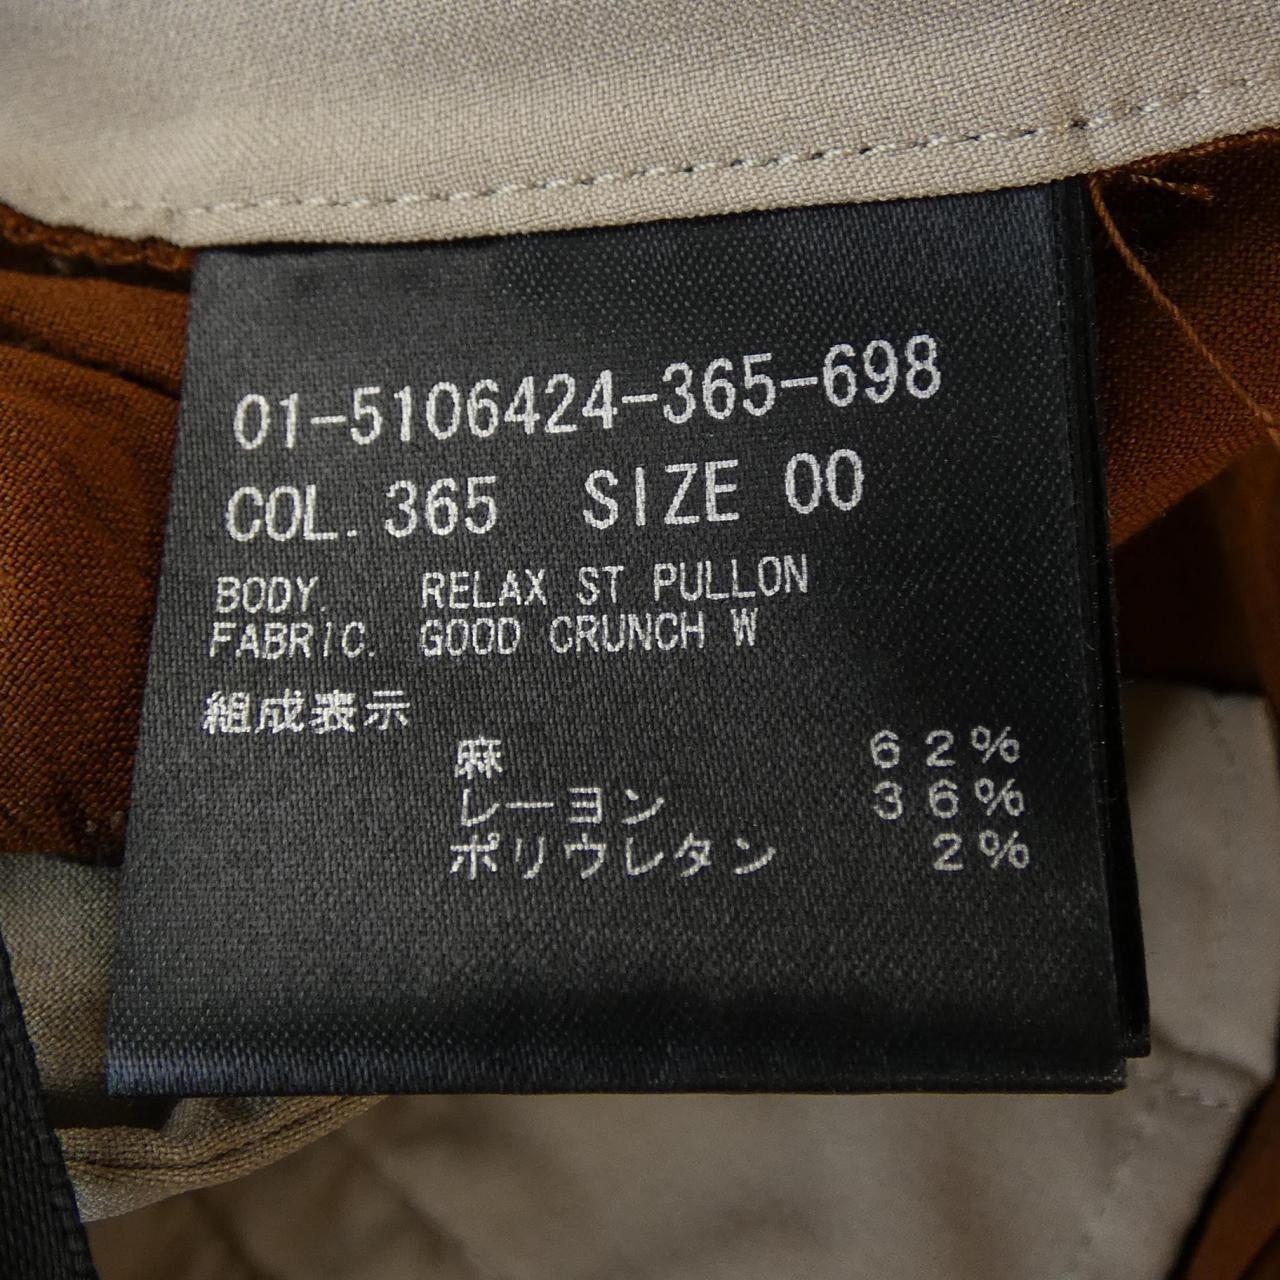 01-5106424-365-698
COL. 365 SIZE 00
BODY. RELAX ST PULLON
FABRIC. GOOD CRUNCH W
組成表示
麻 62%
レーヨン 36%
ポリウレタン 2%